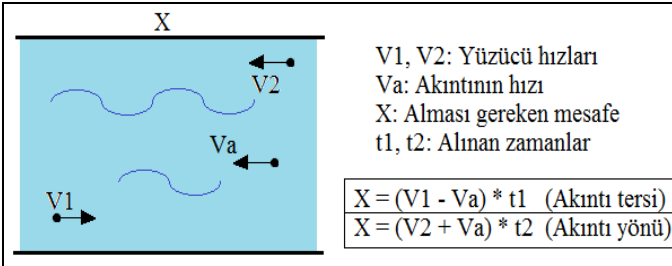 X
V2
Va
V1
V1, V2: Yüzücü hızları
Va: Akıntının hızı
X: Alması gereken mesafe
t1, t2: Alınan zamanlar
X = (V1 - Va) * t1 (Akıntı tersi)
X = (V2 + Va) * t2 (Akıntı yönü)